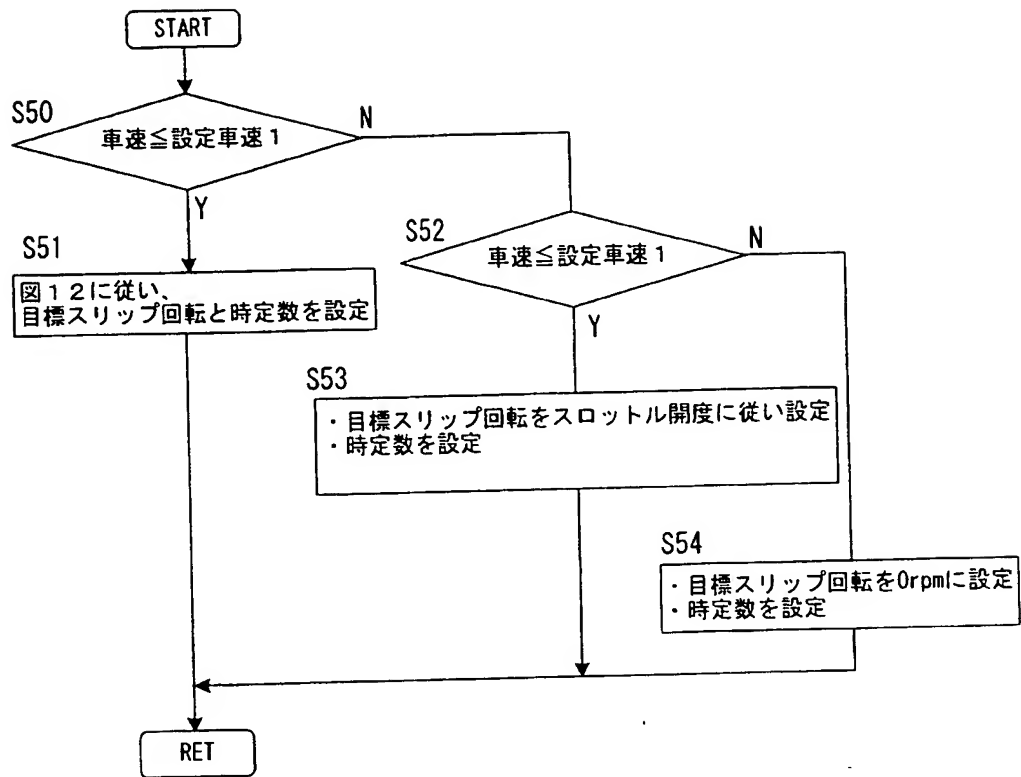 START
S50
車速≦設定車速1
N
Y
S51
図12に従い、
目標スリップ回転と時定数を設定
S52
車速≦設定車速1
N
Y
S53
・目標スリップ回転をスロットル開度に従い設定
・時定数を設定
S54
・目標スリップ回転を0rpmに設定
・時定数を設定
RET